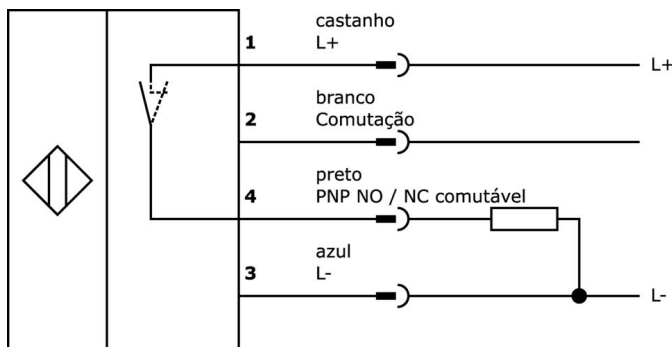 castanho
1 L+ L+
branco
2 Comutação
preto
4 PNP NO / NC comutável
azul
3 L- L-